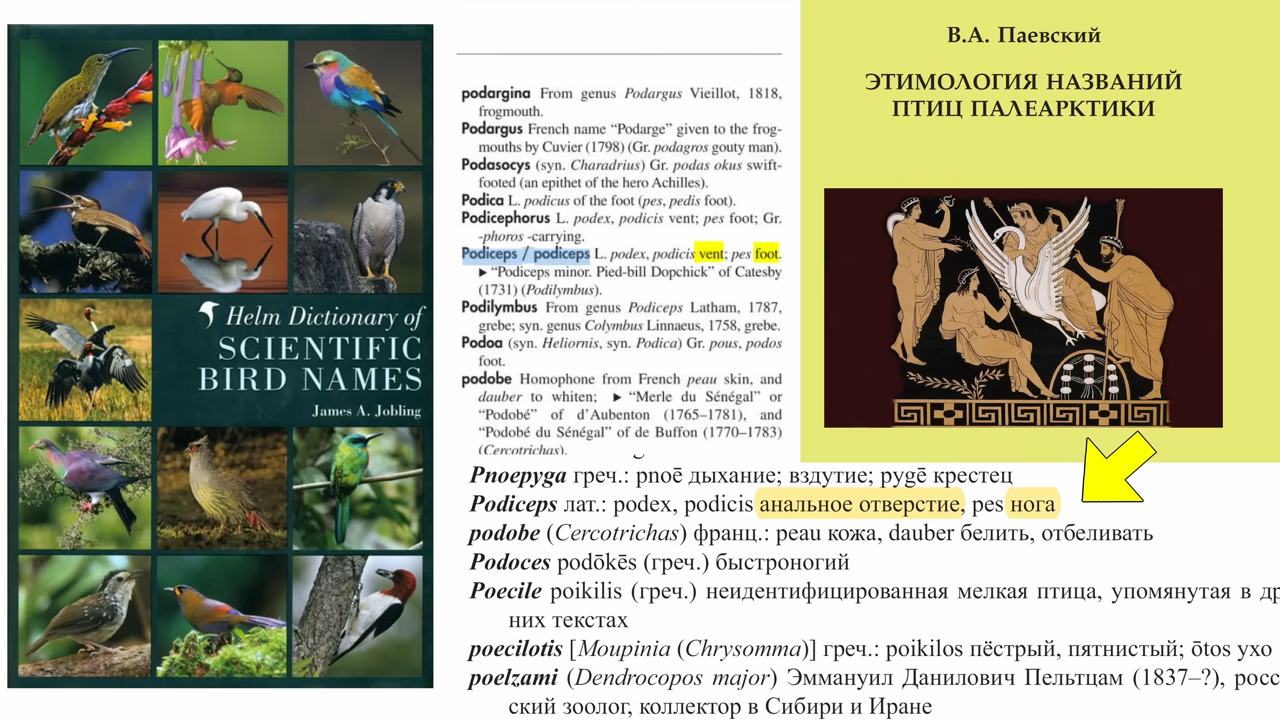 Helm Dictionary of
SCIENTIFIC
BIRD NAMES
James A. Jobling
podargina From genus Podargus Vieillot, 1818,
frogmouth.
Podargus French name “Podarge” given to the frog-
mouths by Cuvier (1798) (Gr. podagros gouty man).
Podasocys (syn. Charadrius) Gr. podas okus swift-
footed (an epithet of the hero Achilles).
Podica L. podicus of the foot (pes, pedis foot).
Podicephorus L. podex, podicis vent; pes foot; Gr.
-phoros -carrying.
Podiceps / podiceps L. podex, podicis vent; pes foot.
▶ “Podiceps minor. Pied-bill Dopchick” of Catesby
(1731) (Podilymbus).
Podilymbus From genus Podiceps Latham, 1787,
grebe; syn. genus Colymbus Linnaeus, 1758, grebe.
Podoa (syn. Heliornis, syn. Podica) Gr. pous, podos
foot.
podobe Homophone from French peau skin, and
dauber to whiten; ▶ “Merle du Sénégal” or
“Podobé” of d’Aubenton (1765–1781), and
“Podobé du Sénégal” of de Buffon (1770–1783)
(Cercotrichas).
В.А. Паевский
ЭТИМОЛОГИЯ НАЗВАНИЙ
ПТИЦ ПАЛЕАРКТИКИ
Pnoepyga греч.: pnoē дыхание; вздутие; pygē крестец
Podiceps лат.: podex, podicis анальное отверстие, pes нога
podobe (Cercotrichas) франц.: peau кожа, dauber белить, отбеливать
Podoces podōkēs (греч.) быстроногий
Poecile poikilis (греч.) неидентифицированная мелкая птица, упомянутая в др
них текстах
poecilotis [Moupinia (Chrysomma)] греч.: poikilos пёстрый, пятнистый; ōtos ухо
poelzami (Dendrocopos major) Эммануил Данилович Пельтцам (1837–?), росс
ский зоолог, коллектор в Сибири и Иране